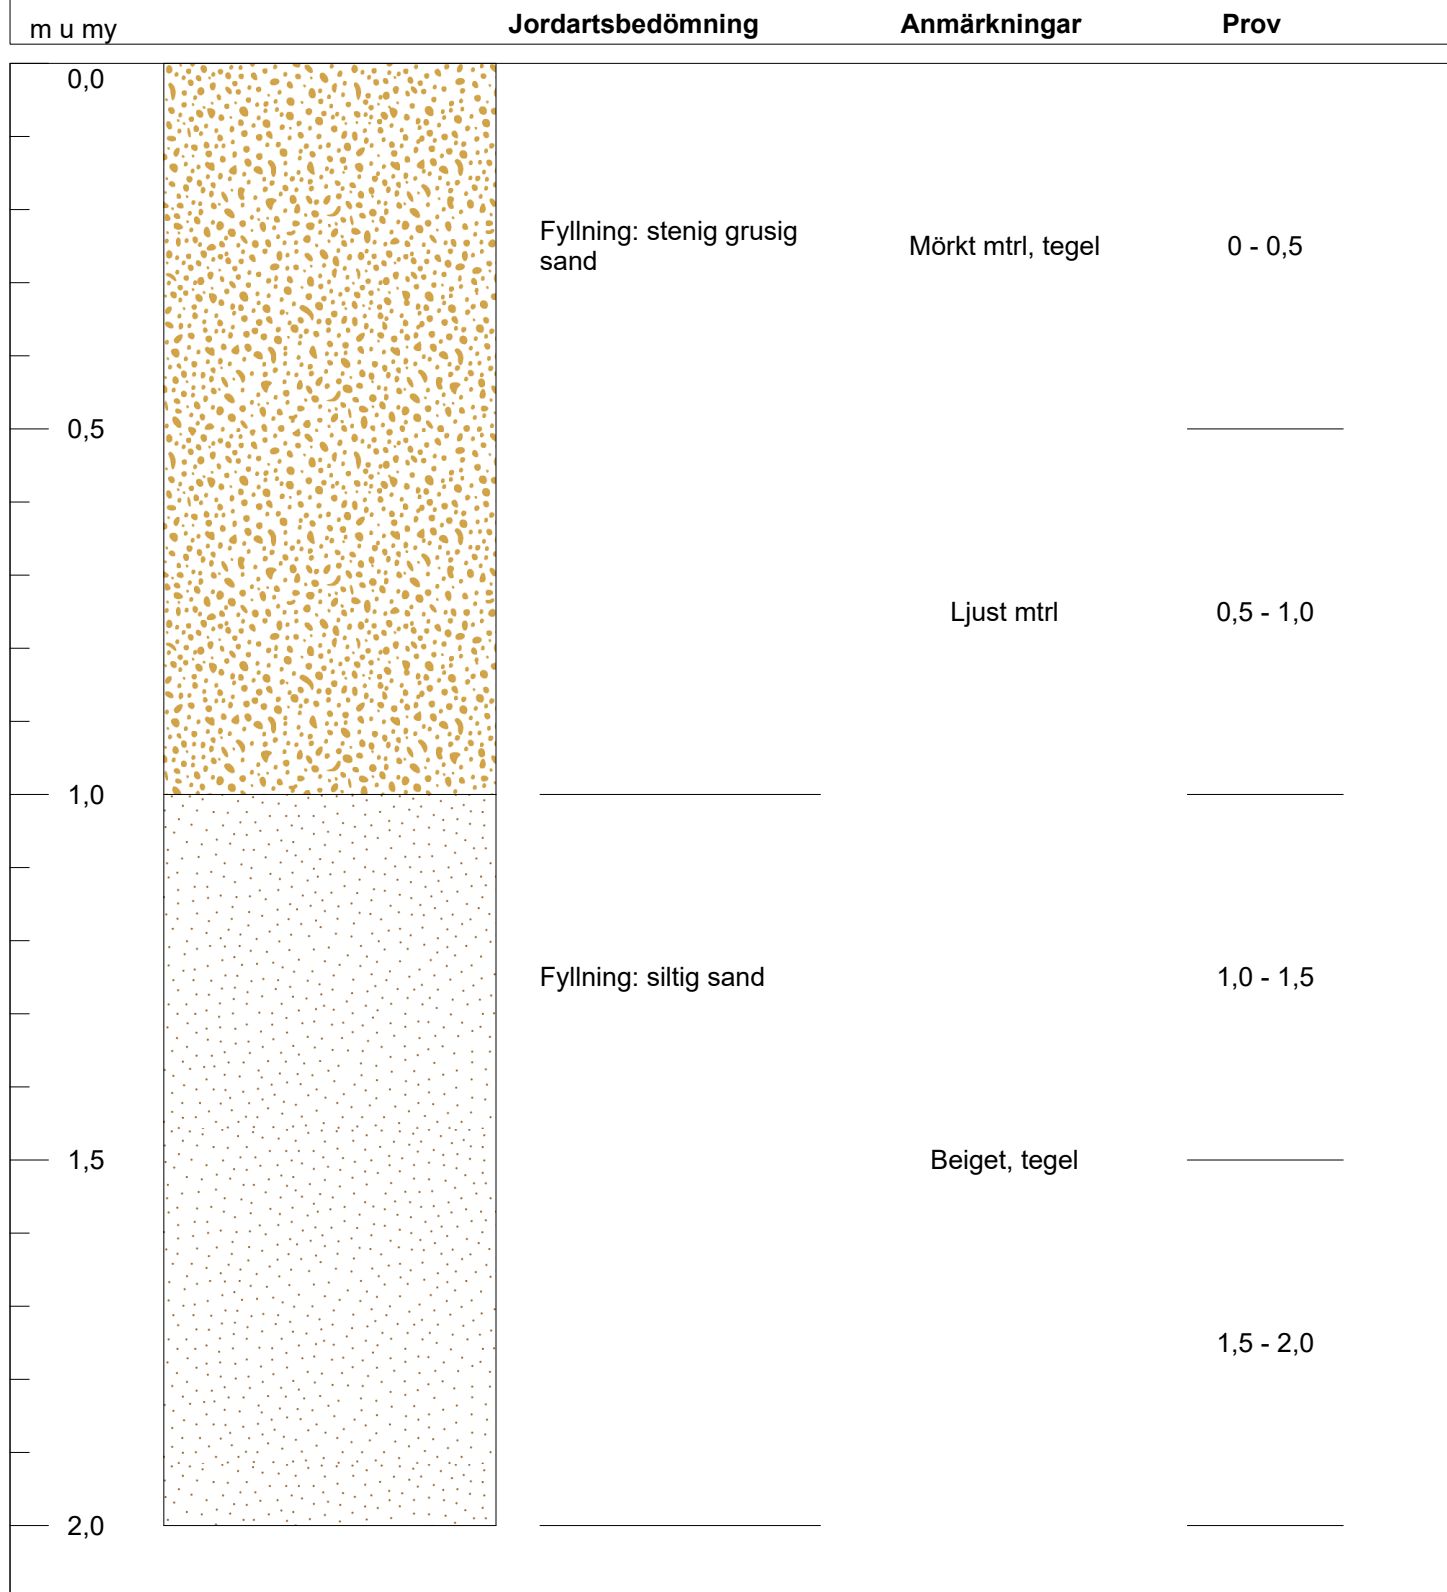 m u my Jordartsbedömning Anmärkningar Prov
0,0
Fyllning: stenig grusig
sand
Mörkt mtrl, tegel
0 - 0,5
0,5
Ljust mtrl
0,5 - 1,0
1,0
Fyllning: siltig sand
1,0 - 1,5
1,5
Beiget, tegel
1,5 - 2,0
2,0